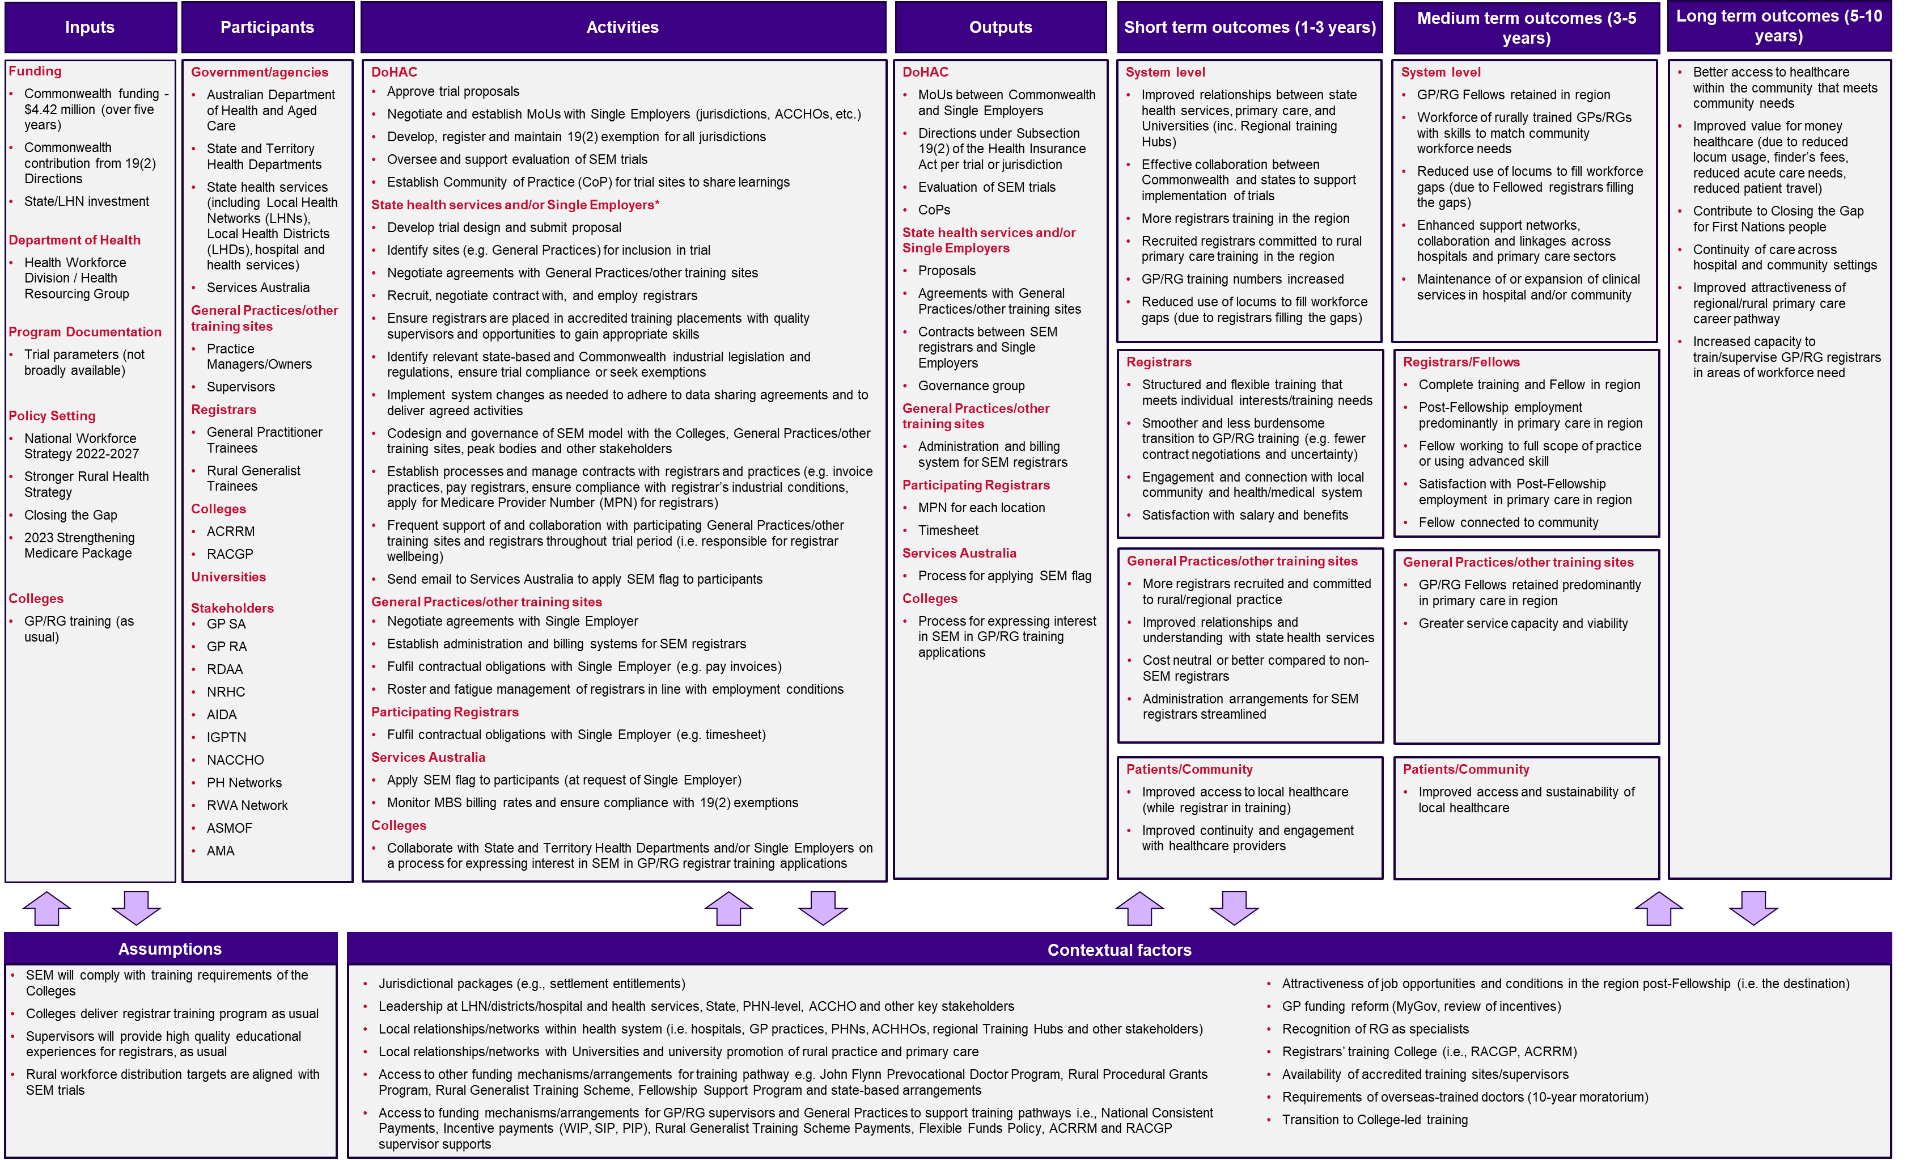 Inputs
Funding
• Commonwealth funding -
$4.42 million (over five
years)
• Commonwealth
contribution from 19(2)
Directions
• State/LHN investment
Department of Health
• Health Workforce
Division / Health
Resourcing Group
Program Documentation
• Trial parameters (not
broadly available)
Policy Setting
• National Workforce
Strategy 2022-2027
• Stronger Rural Health
Strategy
• Closing the Gap
• 2023 Strengthening
Medicare Package
Colleges
• GP/RG training (as
usual)
Participants
Government/agencies
• Australian Department
of Health and Aged
Care
• State and Territory
Health Departments
• State health services
(including Local Health
Networks (LHNs),
Local Health Districts
(LHDs), hospital and
health services)
• Services Australia
General Practices/other
training sites
• Practice
Managers/Owners
• Supervisors
Registrars
• General Practitioner
Trainees
• Rural Generalist
Trainees
Colleges
• ACRRM
• RACGP
Universities
Stakeholders
• GP SA
• GP RA
• RDAA
• NRHC
• AIDA
• IGPTN
• NACCHO
• PH Networks
• RWA Network
• ASMOF
• AMA
Activities
DoHAC
• Approve trial proposals
• Negotiate and establish MoUs with Single Employers (jurisdictions, ACCHOs, etc.)
• Develop, register and maintain 19(2) exemption for all jurisdictions
• Oversee and support evaluation of SEM trials
• Establish Community of Practice (CoP) for trial sites to share learnings
State health services and/or Single Employers*
• Develop trial design and submit proposal
• Identify sites (e.g. General Practices) for inclusion in trial
• Negotiate agreements with General Practices/other training sites
• Recruit, negotiate contract with, and employ registrars
• Ensure registrars are placed in accredited training placements with quality
supervisors and opportunities to gain appropriate skills
• Identify relevant state-based and Commonwealth industrial legislation and
regulations, ensure trial compliance or seek exemptions
• Implement system changes as needed to adhere to data sharing agreements and to
deliver agreed activities
• Codesign and governance of SEM model with the Colleges, General Practices/other
training sites, peak bodies and other stakeholders
• Establish processes and manage contracts with registrars and practices (e.g. invoice
practices, pay registrars, ensure compliance with registrar's industrial conditions,
apply for Medicare Provider Number (MPN) for registrars)
• Frequent support of and collaboration with participating General Practices/other
training sites and registrars throughout trial period (i.e. responsible for registrar
wellbeing)
• Send email to Services Australia to apply SEM flag to participants
General Practices/other training sites
• Negotiate agreements with Single Employer
• Establish administration and billing systems for SEM registrars
• Fulfil contractual obligations with Single Employer (e.g. pay invoices)
• Roster and fatigue management of registrars in line with employment conditions
Participating Registrars
• Fulfil contractual obligations with Single Employer (e.g. timesheet)
Services Australia
• Apply SEM flag to participants (at request of Single Employer)
• Monitor MBS billing rates and ensure compliance with 19(2) exemptions
Colleges
• Collaborate with State and Territory Health Departments and/or Single Employers on
a process for expressing interest in SEM in GP/RG registrar training applications
Outputs
DoHAC
• MoUs between Commonwealth
and Single Employers
• Directions under Subsection
19(2) of the Health Insurance
Act per trial or jurisdiction
• Evaluation of SEM trials
• CoPs
State health services and/or
Single Employers
• Proposals
• Agreements with General
Practices/other training sites
• Contracts between SEM
registrars and Single
Employers
• Governance group
General Practices/other
training sites
• Administration and billing
system for SEM registrars
Participating Registrars
• MPN for each location
• Timesheet
Services Australia
• Process for applying SEM flag
Colleges
• Process for expressing interest
in SEM in GP/RG training
applications
Short term outcomes (1-3 years)
System level
• Improved relationships between state
health services, primary care, and
Universities (inc. Regional training
Hubs)
• Effective collaboration between
Commonwealth and states to support
implementation of trials
• More registrars training in the region
• Recruited registrars committed to rural
primary care training in the region
• GP/RG training numbers increased
• Reduced use of locums to fill workforce
gaps (due to registrars filling the gaps)
Registrars
• Structured and flexible training that
meets individual interests/training needs
• Smoother and less burdensome
transition to GP/RG training (e.g. fewer
contract negotiations and uncertainty)
• Engagement and connection with local
community and health/medical system
• Satisfaction with salary and benefits
General Practices/other training sites
• More registrars recruited and committed
to rural/regional practice
• Improved relationships and
understanding with state health services
• Cost neutral or better compared to non-
SEM registrars
• Administration arrangements for SEM
registrars streamlined
Patients/Community
• Improved access to local healthcare
(while registrar in training)
• Improved continuity and engagement
with healthcare providers
Medium term outcomes (3-5
years)
System level
• GP/RG Fellows retained in region
• Workforce of rurally trained GPs/RGs
with skills to match community
workforce needs
• Reduced use of locums to fill workforce
gaps (due to Fellowed registrars filling
the gaps)
• Enhanced support networks,
collaboration and linkages across
hospitals and primary care sectors
• Maintenance of or expansion of clinical
services in hospital and/or community
Registrars/Fellows
• Complete training and Fellow in region
• Post-Fellowship employment
predominantly in primary care in region
• Fellow working to full scope of practice
or using advanced skill
• Satisfaction with Post-Fellowship
employment in primary care in region
• Fellow connected to community
General Practices/other training sites
• GP/RG Fellows retained predominantly
in primary care in region
• Greater service capacity and viability
Patients/Community
• Improved access and sustainability of
local healthcare
Long term outcomes (5-10
years)
• Better access to healthcare
within the community that meets
community needs
• Improved value for money
healthcare (due to reduced
locum usage, finder's fees,
reduced acute care needs,
reduced patient travel)
• Contribute to Closing the Gap
for First Nations people
• Continuity of care across
hospital and community settings
• Improved attractiveness of
regional/rural primary care
career pathway
• Increased capacity to
train/supervise GP/RG registrars
in areas of workforce need
Assumptions
• SEM will comply with training requirements of the
Colleges
• Colleges deliver registrar training program as usual
• Supervisors will provide high quality educational
experiences for registrars, as usual
• Rural workforce distribution targets are aligned with
SEM trials
Contextual factors
• Jurisdictional packages (e.g., settlement entitlements)
• Leadership at LHN/districts/hospital and health services, State, PHN-level, ACCHO and other key stakeholders
• Local relationships/networks within health system (i.e. hospitals, GP practices, PHNs, ACHHOs, regional Training Hubs and other stakeholders)
• Local relationships/networks with Universities and university promotion of rural practice and primary care
• Access to other funding mechanisms/arrangements for training pathway e.g. John Flynn Prevocational Doctor Program, Rural Procedural Grants
Program, Rural Generalist Training Scheme, Fellowship Support Program and state-based arrangements
• Access to funding mechanisms/arrangements for GP/RG supervisors and General Practices to support training pathways i.e., National Consistent
Payments, Incentive payments (WIP, SIP, PIP), Rural Generalist Training Scheme Payments, Flexible Funds Policy, ACRRM and RACGP
supervisor supports
• Attractiveness of job opportunities and conditions in the region post-Fellowship (i.e. the destination)
• GP funding reform (MyGov, review of incentives)
• Recognition of RG as specialists
• Registrars' training College (i.e., RACGP, ACRRM)
• Availability of accredited training sites/supervisors
• Requirements of overseas-trained doctors (10-year moratorium)
• Transition to College-led training